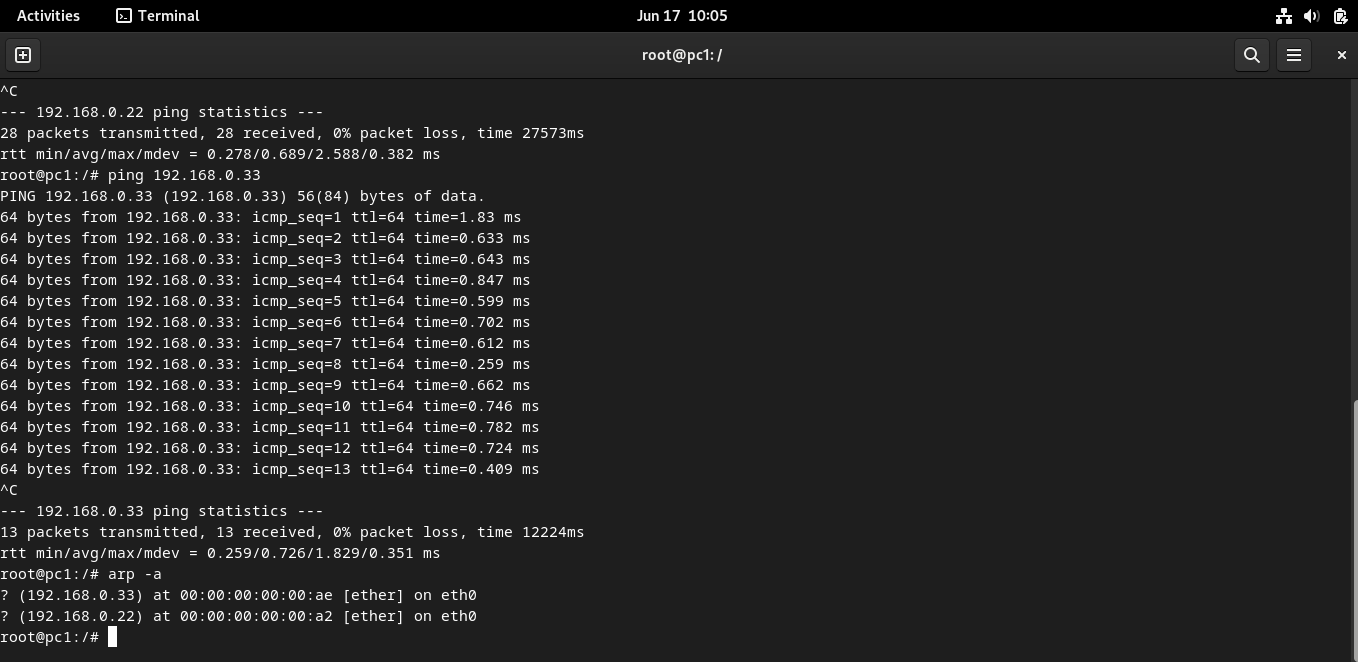 Activities
Terminal
Jun 17 10:05
root@pc1: /
^C
--- 192.168.0.22 ping statistics ---
28 packets transmitted, 28 received, 0% packet loss, time 27573ms
rtt min/avg/max/mdev = 0.278/0.689/2.588/0.382 ms
root@pc1:/# ping 192.168.0.33
PING 192.168.0.33 (192.168.0.33) 56(84) bytes of data.
64 bytes from 192.168.0.33: icmp_seq=1 ttl=64 time=1.83 ms
64 bytes from 192.168.0.33: icmp_seq=2 ttl=64 time=0.633 ms
64 bytes from 192.168.0.33: icmp_seq=3 ttl=64 time=0.643 ms
64 bytes from 192.168.0.33: icmp_seq=4 ttl=64 time=0.847 ms
64 bytes from 192.168.0.33: icmp_seq=5 ttl=64 time=0.599 ms
64 bytes from 192.168.0.33: icmp_seq=6 ttl=64 time=0.702 ms
64 bytes from 192.168.0.33: icmp_seq=7 ttl=64 time=0.612 ms
64 bytes from 192.168.0.33: icmp_seq=8 ttl=64 time=0.259 ms
64 bytes from 192.168.0.33: icmp_seq=9 ttl=64 time=0.662 ms
64 bytes from 192.168.0.33: icmp_seq=10 ttl=64 time=0.746 ms
64 bytes from 192.168.0.33: icmp_seq=11 ttl=64 time=0.782 ms
64 bytes from 192.168.0.33: icmp_seq=12 ttl=64 time=0.724 ms
64 bytes from 192.168.0.33: icmp_seq=13 ttl=64 time=0.409 ms
^C
--- 192.168.0.33 ping statistics ---
13 packets transmitted, 13 received, 0% packet loss, time 12224ms
rtt min/avg/max/mdev = 0.259/0.726/1.829/0.351 ms
root@pc1:/# arp -a
? (192.168.0.33) at 00:00:00:00:00:ae [ether] on eth0
? (192.168.0.22) at 00:00:00:00:00:a2 [ether] on eth0
root@pc1:/#